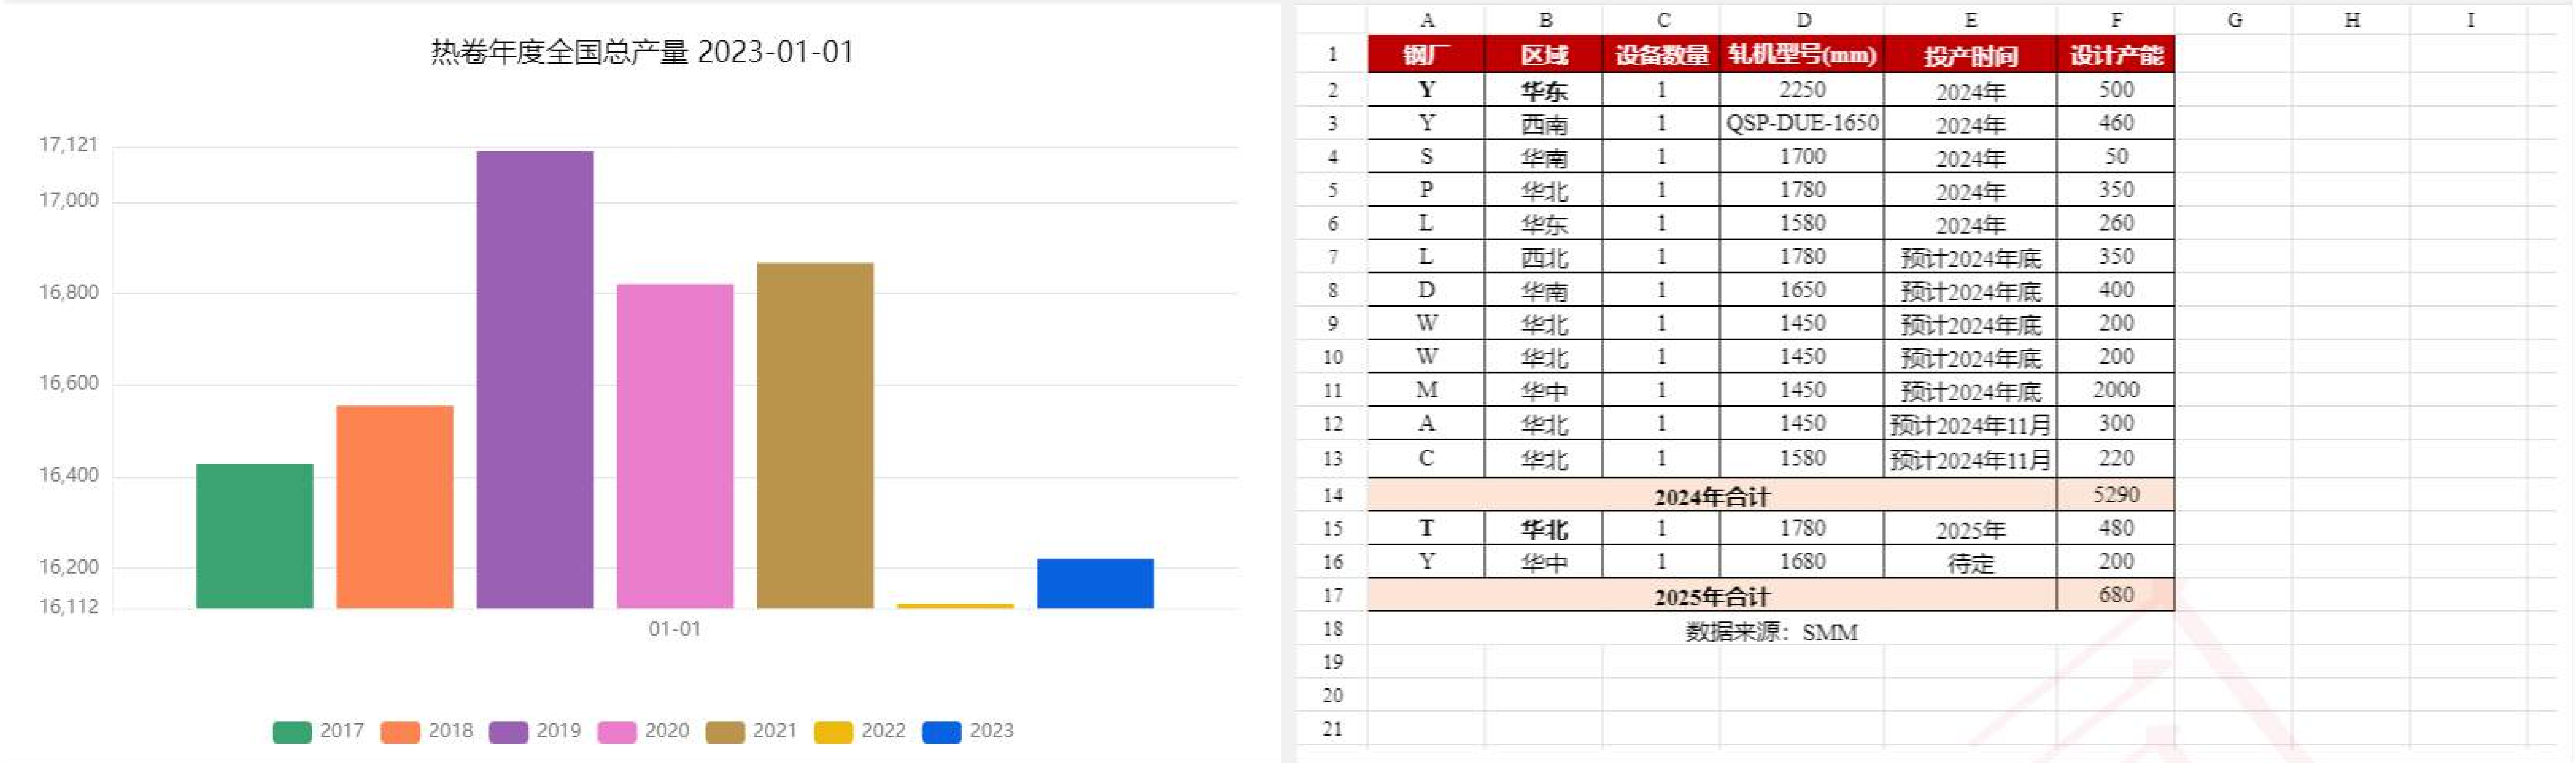 热卷年度全国总产量 2023-01-01
17,121
17,000
16,800
16,600
16,400
16,200
16,112
01-01
2017 2018 2019 2020 2021 2022 2023
A B C D E F G H I
1 钢厂 区域 设备数量 轧机型号(mm) 投产时间 设计产能
2 Y 华东 1 2250 2024年 500
3 Y 西南 1 QSP-DUE-1650 2024年 460
4 S 华南 1 1700 2024年 50
5 P 华北 1 1780 2024年 350
6 L 华东 1 1580 2024年 260
7 L 西北 1 1780 预计2024年底 350
8 D 华南 1 1650 预计2024年底 400
9 W 华北 1 1450 预计2024年底 200
10 W 华北 1 1450 预计2024年底 200
11 M 华中 1 1450 预计2024年底 2000
12 A 华北 1 1450 预计2024年11月 300
13 C 华北 1 1580 预计2024年11月 220
14 2024年合计 5290
15 T 华北 1 1780 2025年 480
16 Y 华中 1 1680 待定 200
17 2025年合计 680
18 数据来源：SMM
19
20
21